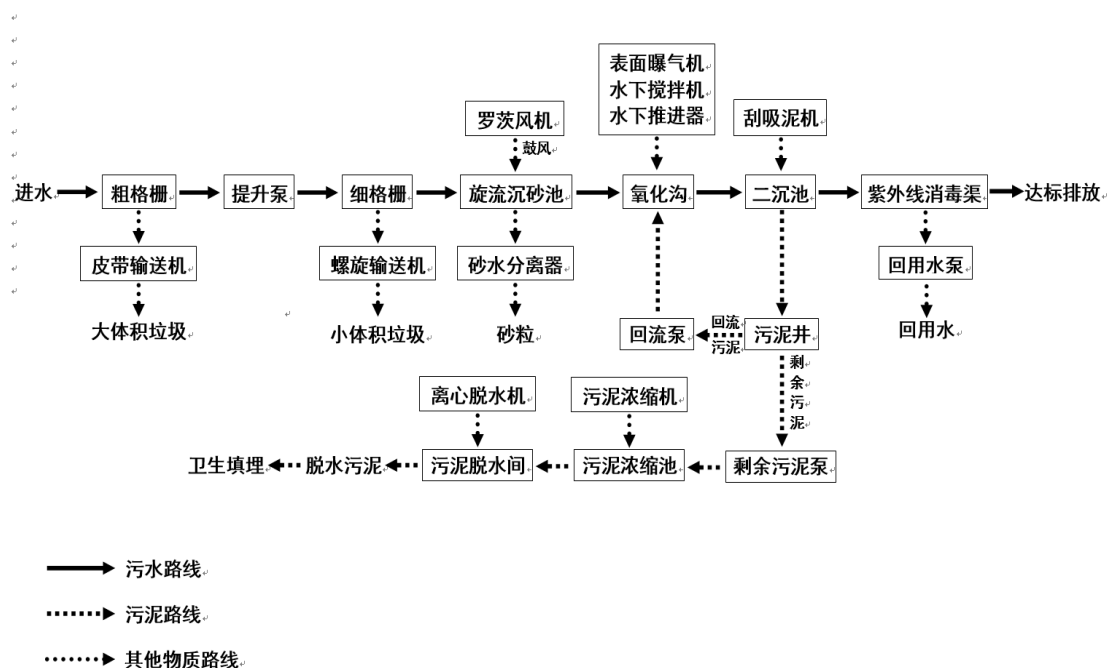 表面曝气机
水下搅拌机
水下推进器
罗茨风机
刮吸泥机
鼓风
进水
粗格栅
提升泵
细格栅
旋流沉砂池
氧化沟
二沉池
紫外线消毒渠
达标排放
皮带输送机
螺旋输送机
砂水分离器
回用水泵
大体积垃圾
小体积垃圾
砂粒
回流泵
回流
污泥
污泥井
回用水
剩
余
污
泥
离心脱水机
污泥浓缩机
卫生填埋
脱水污泥
污泥脱水间
污泥浓缩池
剩余污泥泵
污水路线
污泥路线
其他物质路线